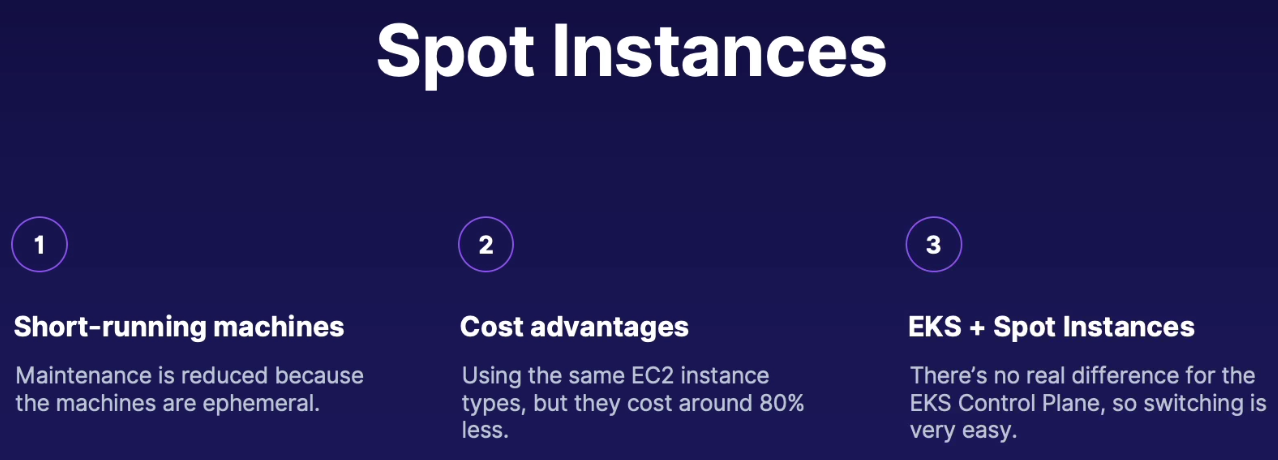 Spot Instances
1
Short-running machines
Maintenance is reduced because
the machines are ephemeral.
2
Cost advantages
Using the same EC2 instance
types, but they cost around 80%
less.
3
EKS + Spot Instances
There’s no real difference for the
EKS Control Plane, so switching is
very easy.